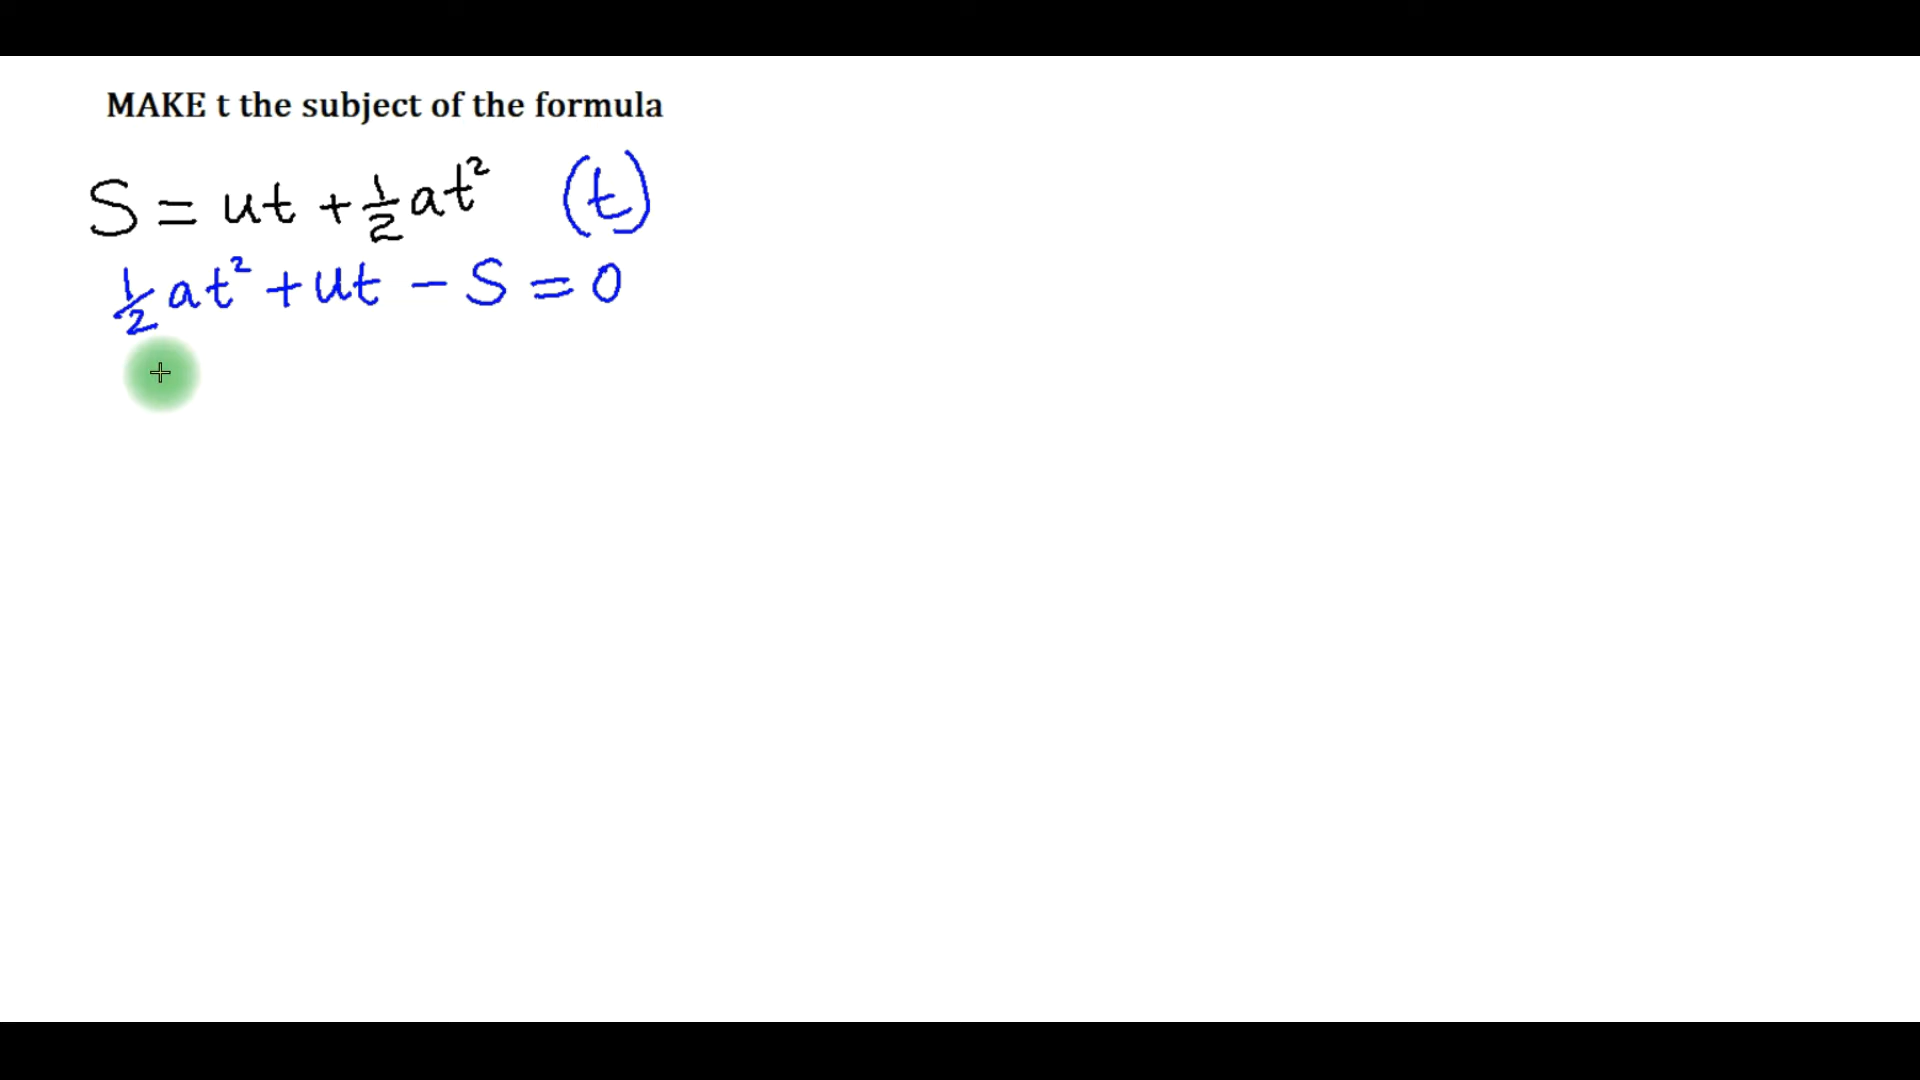 MAKE t the subject of the formula
S = ut + ½at² (t)
½at² + ut − S = 0